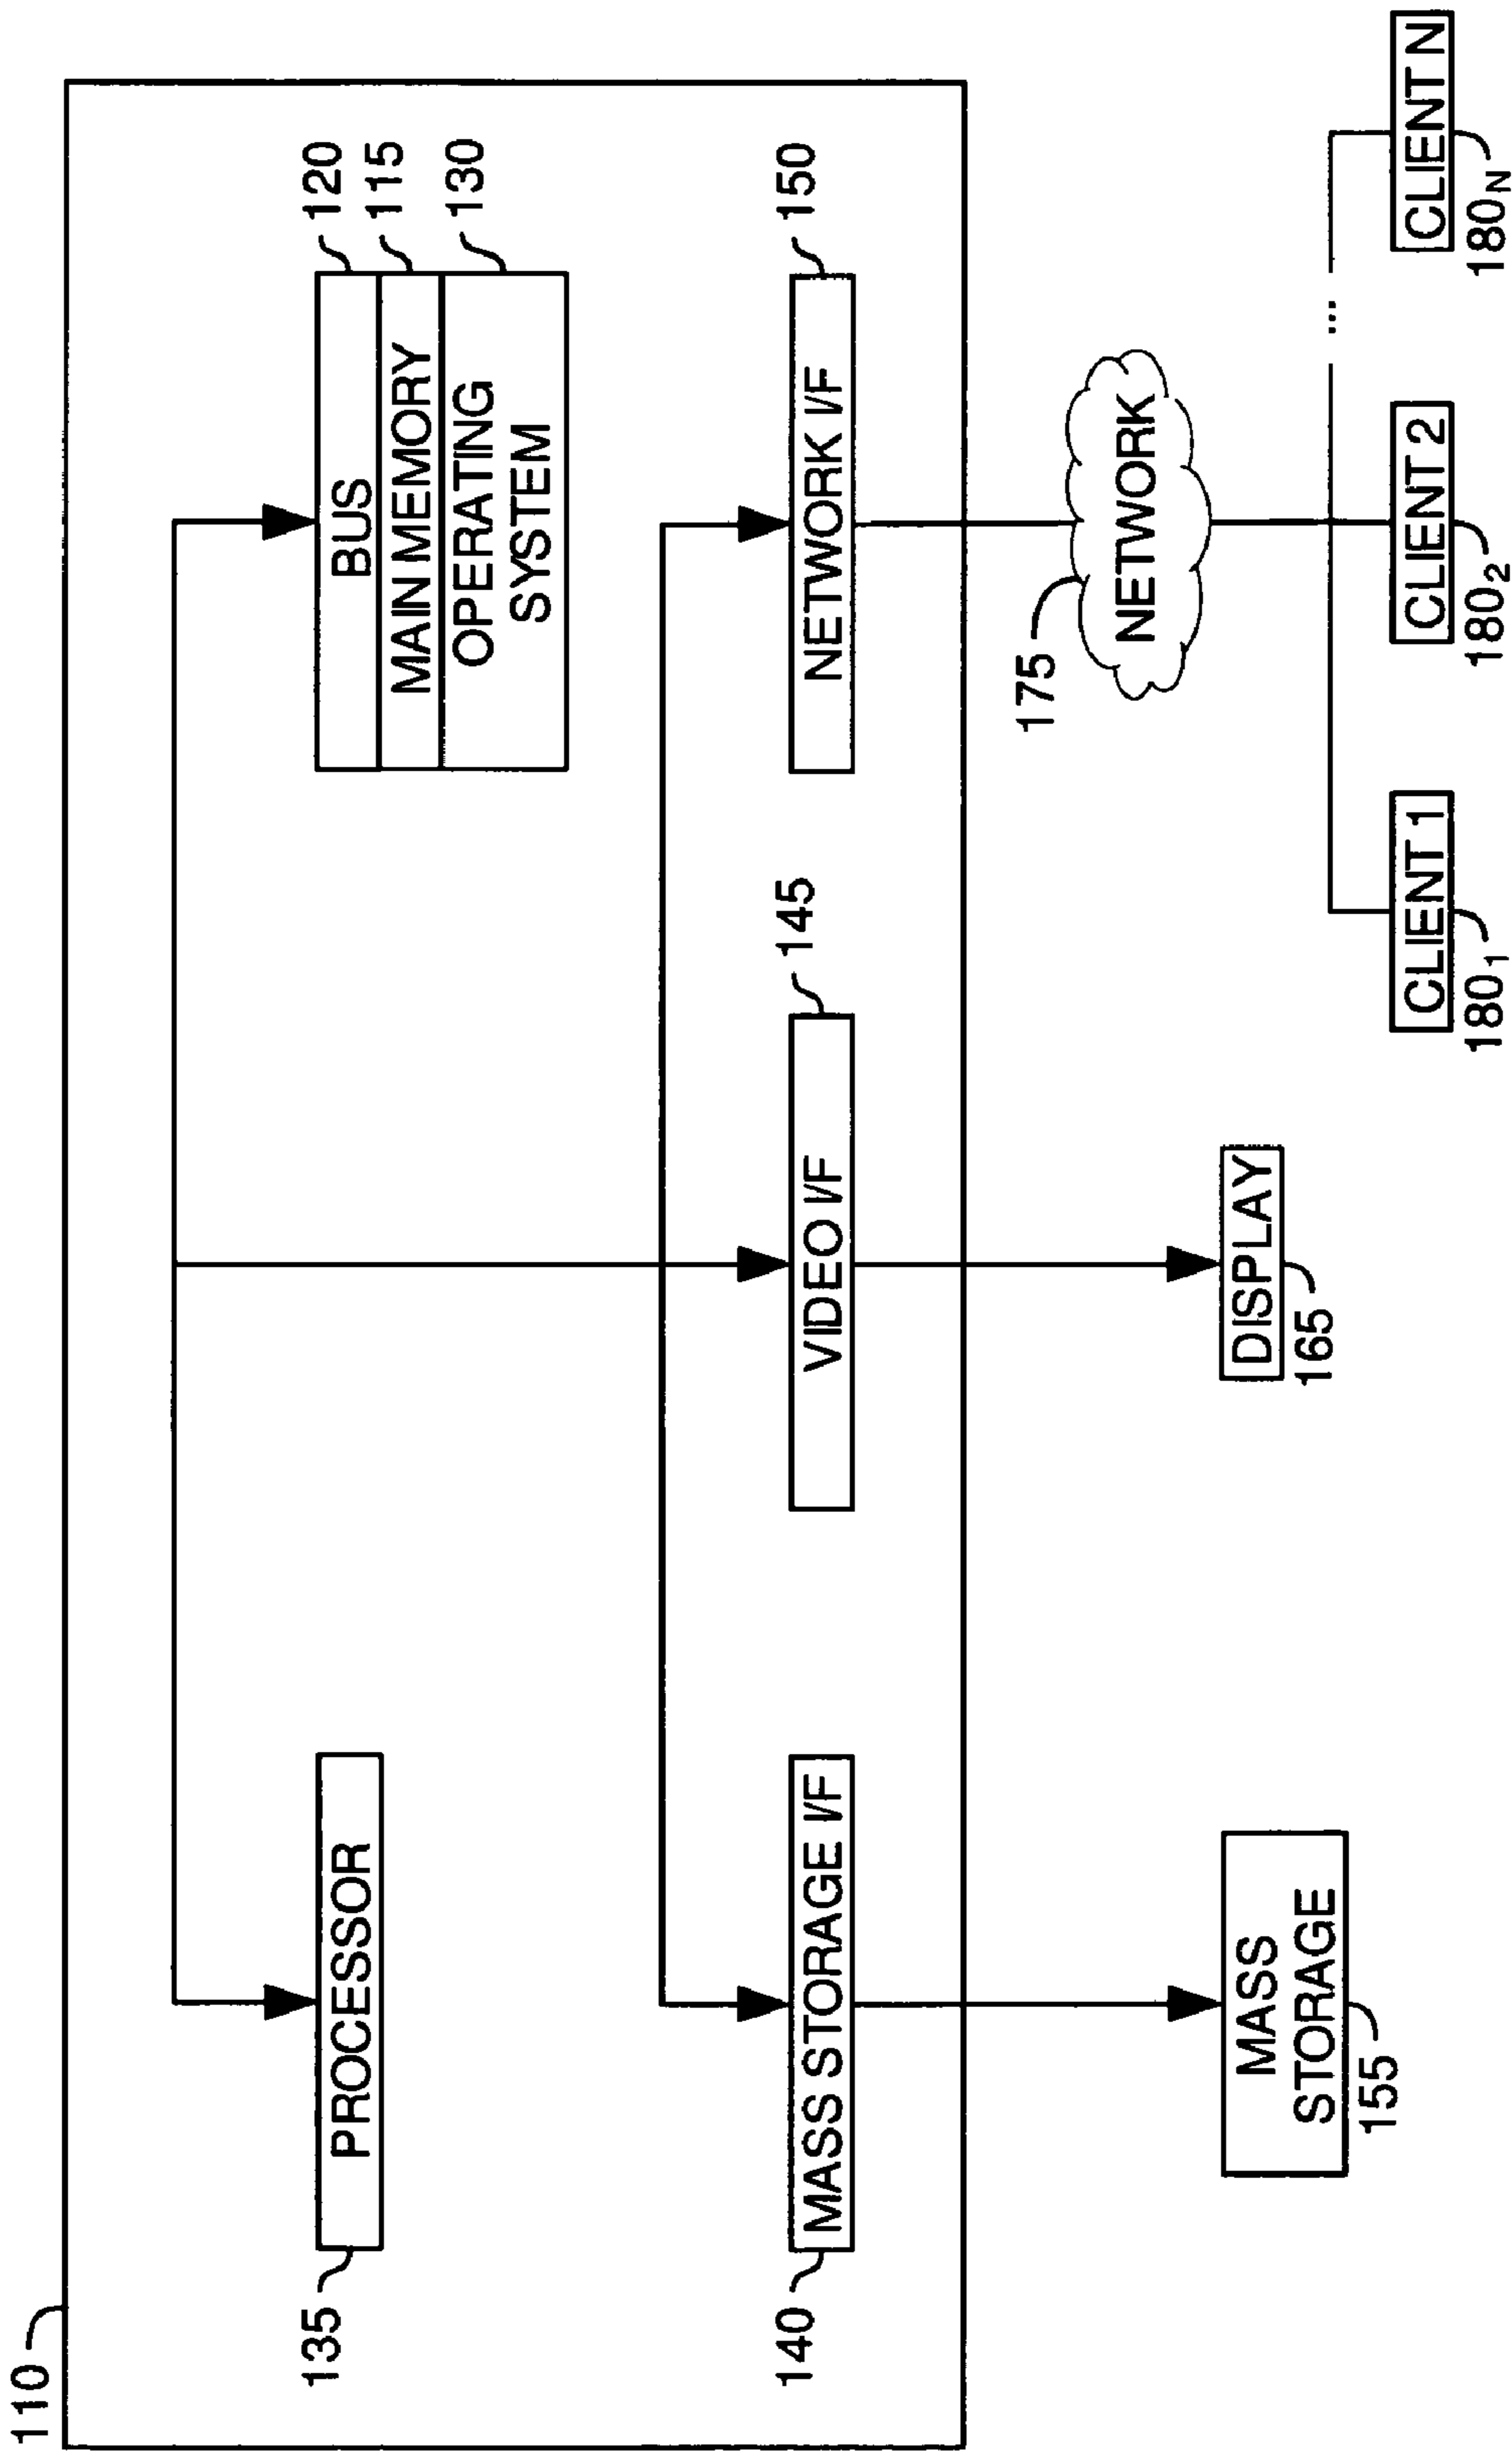 110
135
PROCESSOR
BUS
120
MAIN MEMORY
115
OPERATING
SYSTEM
130
140
MASS STORAGE I/F
VIDEO I/F
145
NETWORK I/F
150
175
NETWORK
MASS
STORAGE
155
DISPLAY
165
...
CLIENT 1
CLIENT 2
CLIENT N
180₁
180₂
180N